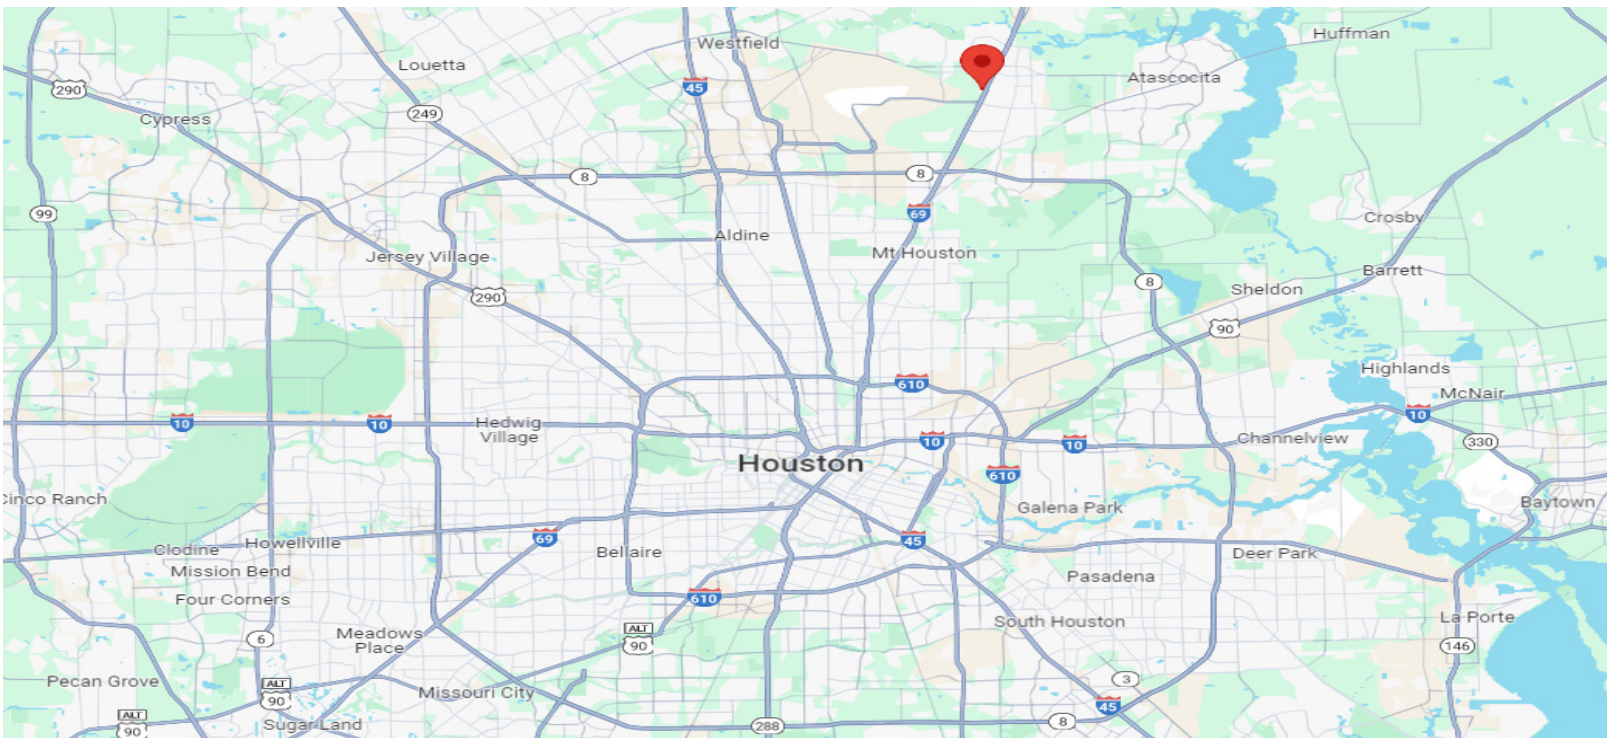 Huffman
Westfield
Louetta
Atascocita
45
290
249
Cypress
8
8
99
69
Crosby
Aldine
Mt Houston
Jersey Village
Barrett
8
Sheldon
290
90
Highlands
610
McNair
10
10
Hedwig
Village
10
10
10
Channelview
330
Houston
610
Cinco Ranch
Galena Park
Baytown
69
45
Clodine
Howellville
Bellaire
Deer Park
Mission Bend
Pasadena
Four Corners
610
La Porte
South Houston
ALT
90
6
Meadows
Place
146
Pecan Grove
3
ALT
90
Missouri City
45
ALT
90
Sugar Land
288
8